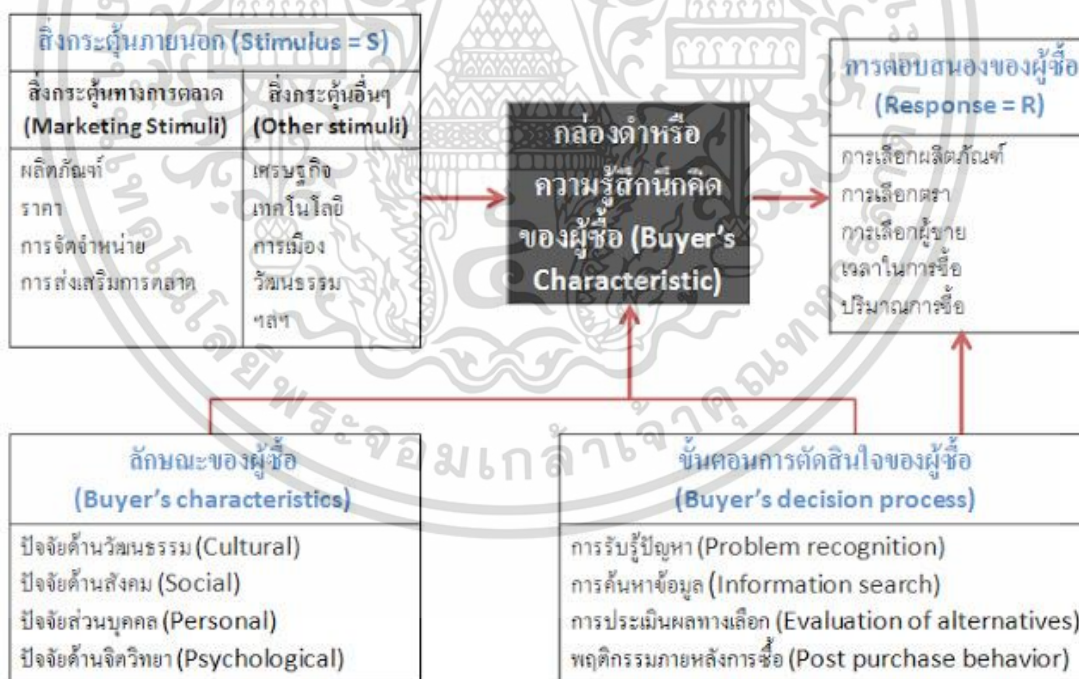 สิ่งกระตุ้นภายนอก (Stimulus = S)
สิ่งกระตุ้นทางการตลาด
(Marketing Stimuli)
สิ่งกระตุ้นอื่นๆ
(Other stimuli)
ผลิตภัณฑ์
ราคา
การจัดจำหน่าย
การส่งเสริมการตลาด
เศรษฐกิจ
เทคโนโลยี
การเมือง
วัฒนธรรม
ฯลฯ
กล่องดำหรือ
ความรู้สึกนึกคิด
ของผู้ซื้อ (Buyer's
Characteristic)
การตอบสนองของผู้ซื้อ
(Response = R)
การเลือกผลิตภัณฑ์
การเลือกตรา
การเลือกผู้ขาย
เวลาในการซื้อ
ปริมาณการซื้อ
ลักษณะของผู้ซื้อ
(Buyer's characteristics)
ปัจจัยด้านวัฒนธรรม (Cultural)
ปัจจัยด้านสังคม (Social)
ปัจจัยส่วนบุคคล (Personal)
ปัจจัยด้านจิตวิทยา (Psychological)
ขั้นตอนการตัดสินใจของผู้ซื้อ
(Buyer's decision process)
การรับรู้ปัญหา (Problem recognition)
การค้นหาข้อมูล (Information search)
การประเมินผลทางเลือก (Evaluation of alternatives)
พฤติกรรมภายหลังการซื้อ (Post purchase behavior)
พระจอมเกล้าเจ้าคุณทหาร